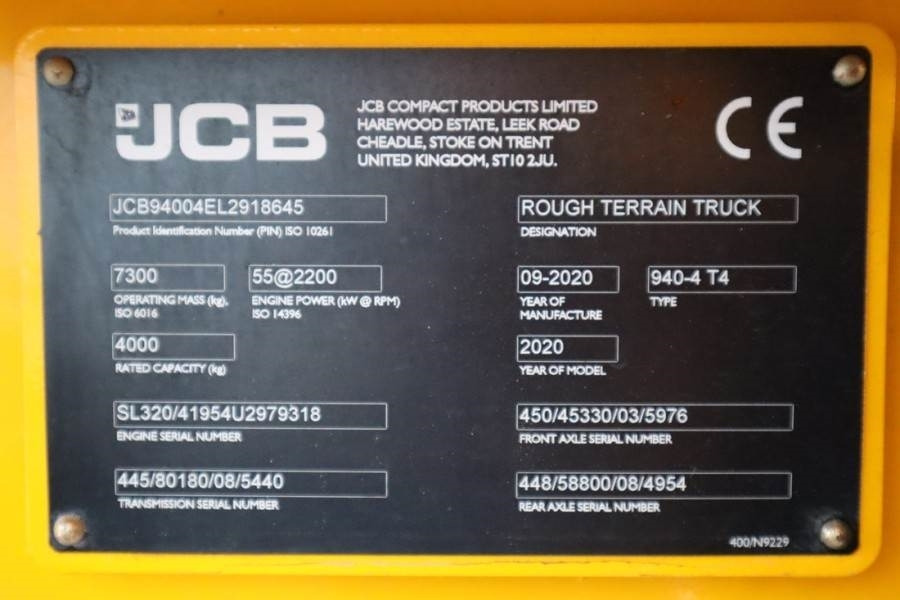 JCB
JCB COMPACT PRODUCTS LIMITED
HAREWOOD ESTATE, LEEK ROAD
CHEADLE, STOKE ON TRENT
UNITED KINGDOM, ST10 2JU.
CE
JCB94004EL2918645
Product Identification Number (PIN) ISO 10261
ROUGH TERRAIN TRUCK
DESIGNATION
7300
OPERATING MASS (kg),
ISO 6016
55@2200
ENGINE POWER (kW @ RPM)
ISO 14396
09-2020
YEAR OF
MANUFACTURE
940-4 T4
TYPE
4000
RATED CAPACITY (kg)
2020
YEAR OF MODEL
SL320/41954U2979318
ENGINE SERIAL NUMBER
450/45330/03/5976
FRONT AXLE SERIAL NUMBER
445/80180/08/5440
TRANSMISSION SERIAL NUMBER
448/58800/08/4954
REAR AXLE SERIAL NUMBER
400/N9229